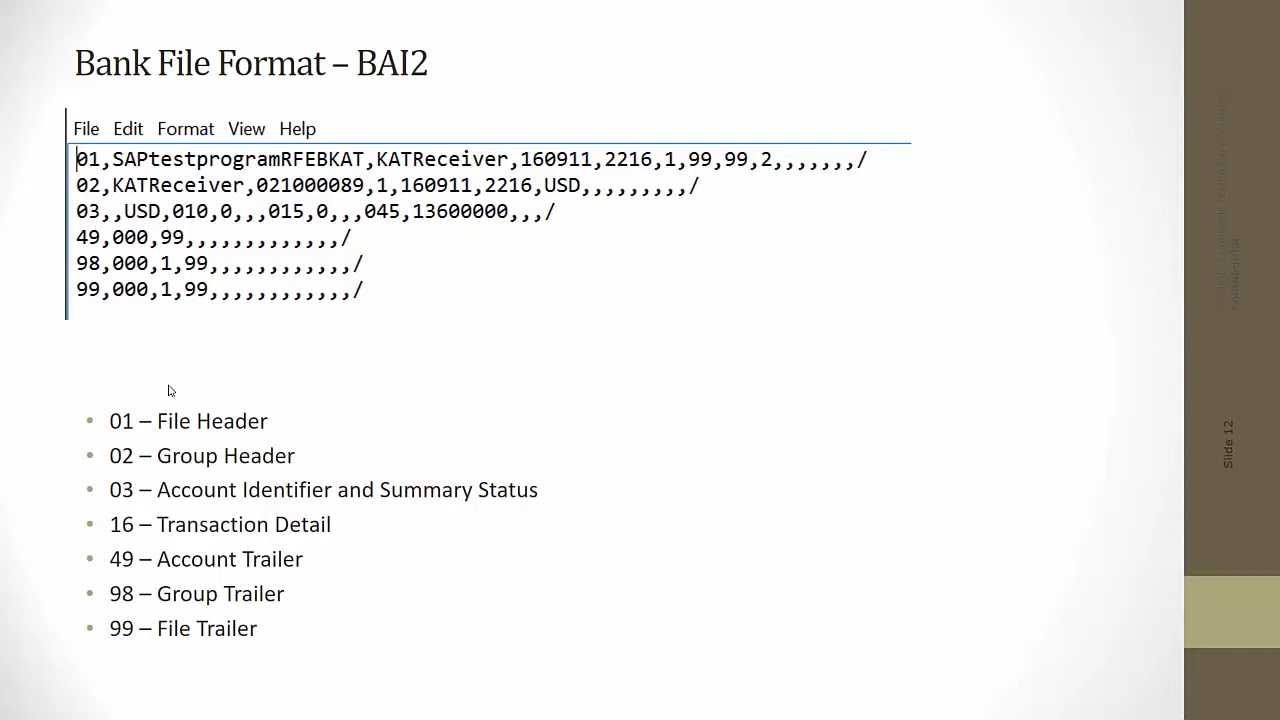 Bank File Format – BAI2
File Edit Format View Help
01,SAPtestprogramRFEBKAT,KATReceiver,160911,2216,1,99,99,2,,,,,,,/
02,KATReceiver,021000089,1,160911,2216,USD,,,,,,,,,/
03,,USD,010,0,,,015,0,,,045,13600000,,,/
49,000,99,,,,,,,,,,,,,/
98,000,1,99,,,,,,,,,,,,/
99,000,1,99,,,,,,,,,,,,/
• 01 – File Header
• 02 – Group Header
• 03 – Account Identifier and Summary Status
• 16 – Transaction Detail
• 49 – Account Trailer
• 98 – Group Trailer
• 99 – File Trailer
Slide 12